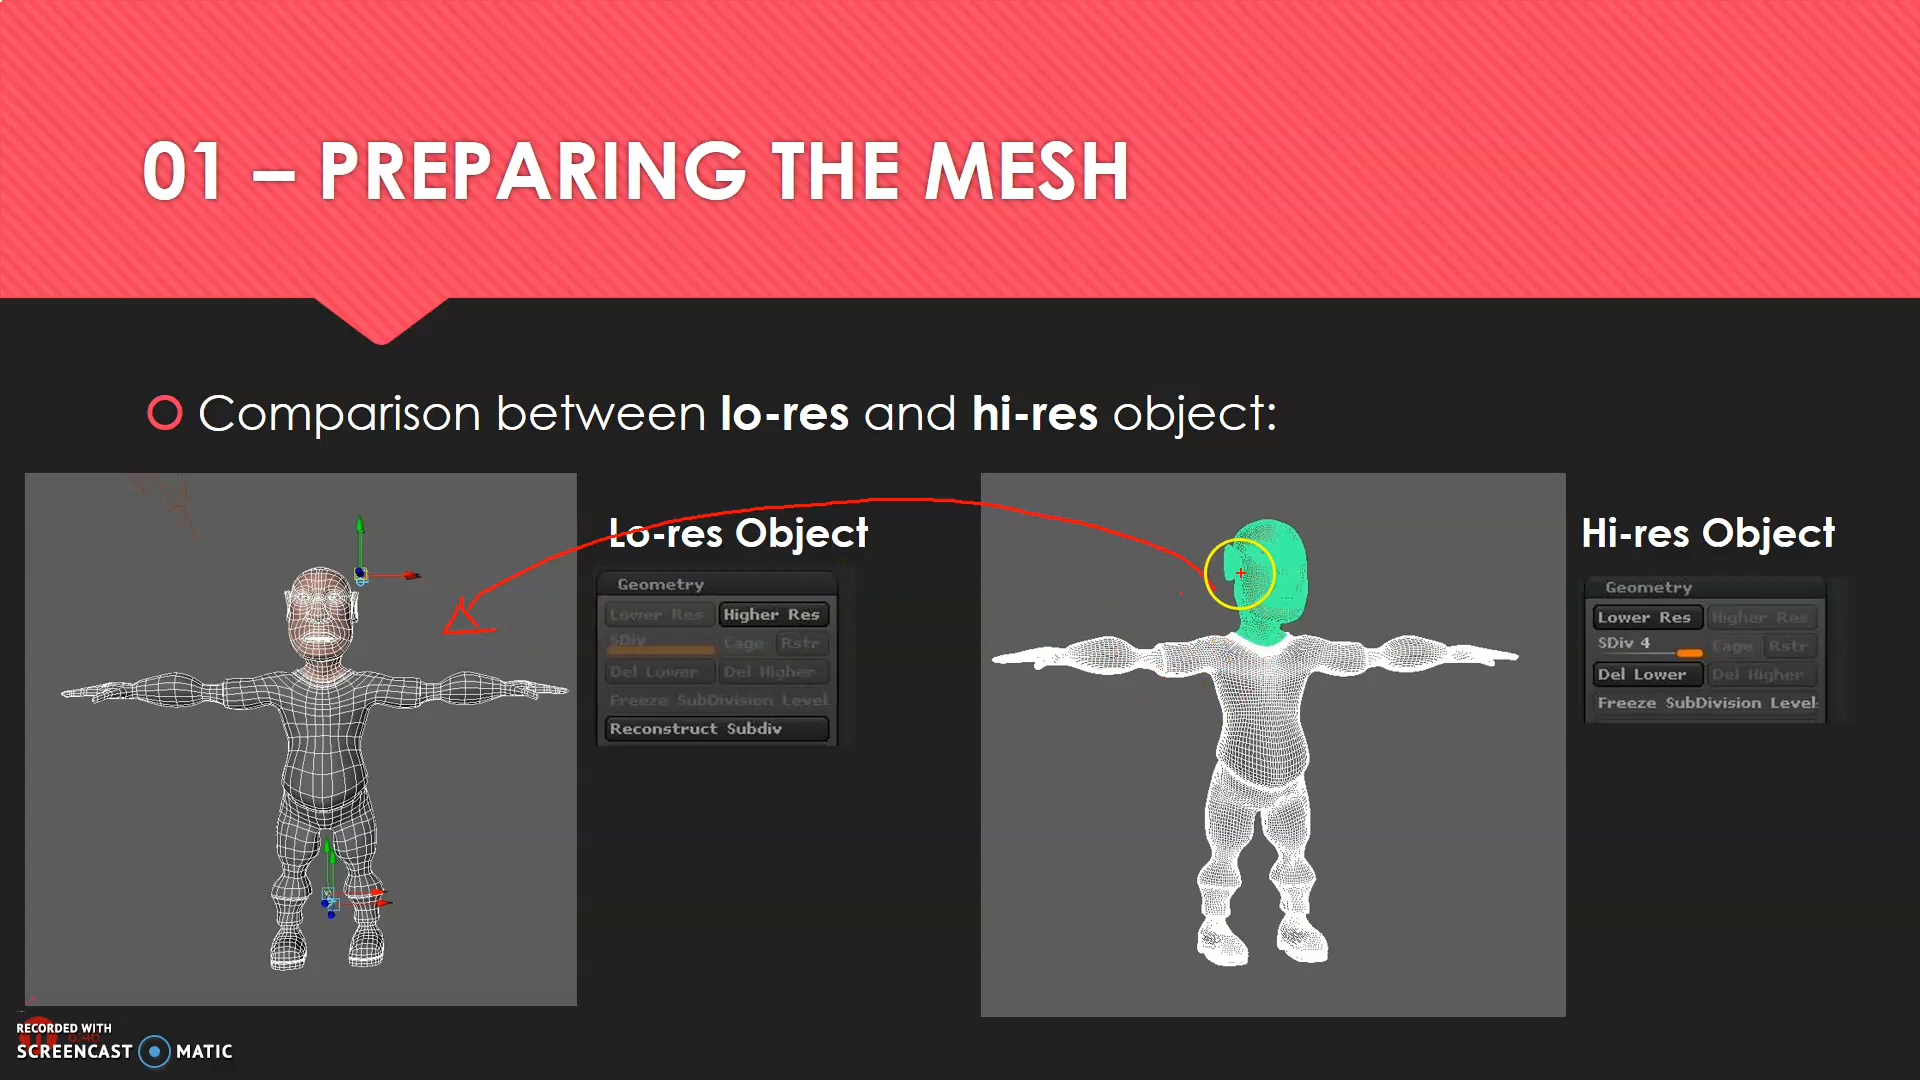 01 – PREPARING THE MESH
Comparison between lo-res and hi-res object:
Lo-res Object
Geometry
Lower Res Higher Res
SDiv Cage Rstr
Del Lower Del Higher
Freeze SubDivision Level
Reconstruct Subdiv
Hi-res Object
Geometry
Lower Res Higher Res
SDiv 4 Cage Rstr
Del Lower Del Higher
Freeze SubDivision Level
RECORDED WITH
SCREENCAST MATIC